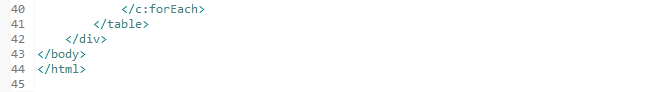 40 </c:forEach>
41 </table>
42 </div>
43 </body>
44 </html>
45